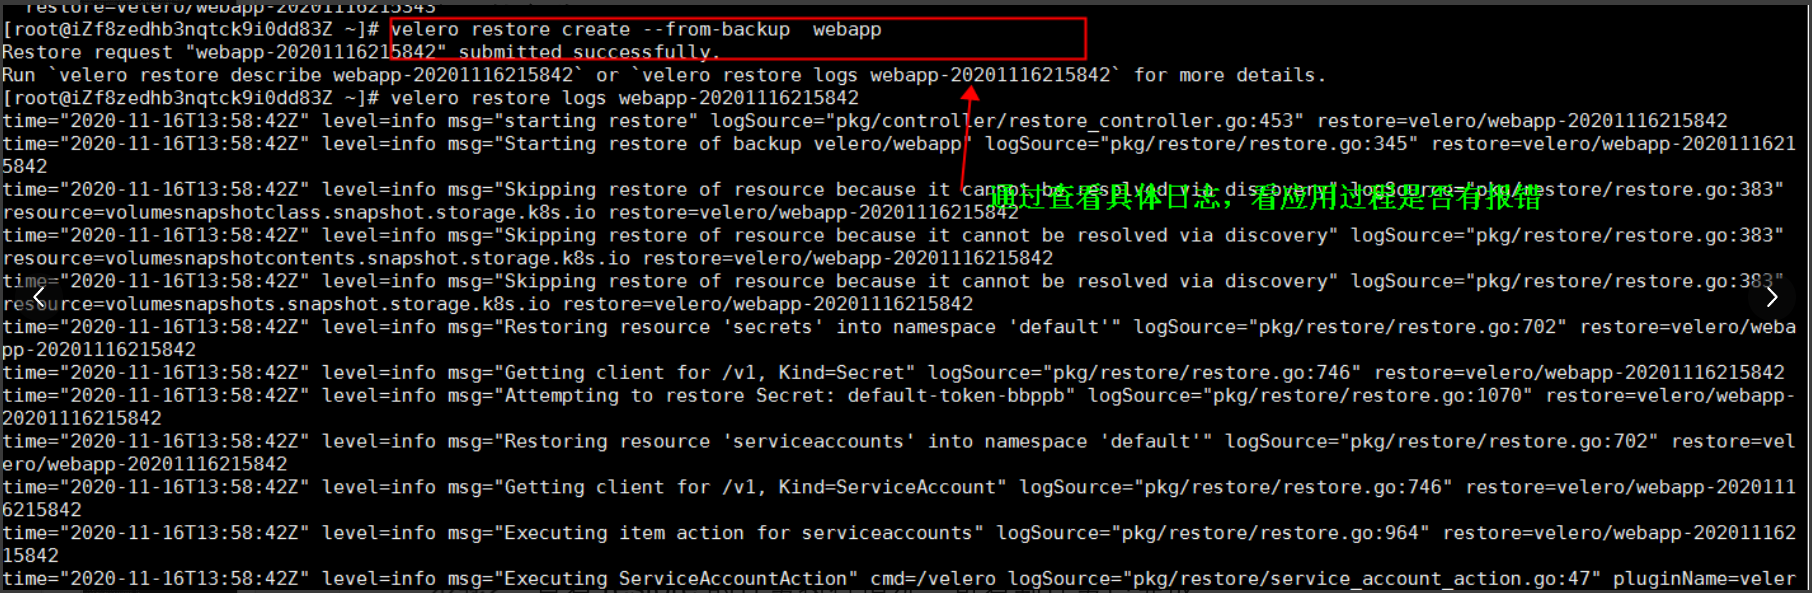 restore=velero/webapp-20201116215343
[root@iZf8zedhb3nqtck9i0dd83Z ~]# velero restore create --from-backup  webapp
Restore request "webapp-20201116215842" submitted successfully.
Run `velero restore describe webapp-20201116215842` or `velero restore logs webapp-20201116215842` for more details.
[root@iZf8zedhb3nqtck9i0dd83Z ~]# velero restore logs webapp-20201116215842
time="2020-11-16T13:58:42Z" level=info msg="starting restore" logSource="pkg/controller/restore_controller.go:453" restore=velero/webapp-20201116215842
time="2020-11-16T13:58:42Z" level=info msg="Starting restore of backup velero/webapp" logSource="pkg/restore/restore.go:345" restore=velero/webapp-2020111621
5842
time="2020-11-16T13:58:42Z" level=info msg="Skipping restore of resource because it cannot be resolved via discovery" logSource="pkg/restore/restore.go:383"
通过查看具体日志，看应用过程是否有报错
resource=volumesnapshotclass.snapshot.storage.k8s.io restore=velero/webapp-20201116215842
time="2020-11-16T13:58:42Z" level=info msg="Skipping restore of resource because it cannot be resolved via discovery" logSource="pkg/restore/restore.go:383"
resource=volumesnapshotcontents.snapshot.storage.k8s.io restore=velero/webapp-20201116215842
time="2020-11-16T13:58:42Z" level=info msg="Skipping restore of resource because it cannot be resolved via discovery" logSource="pkg/restore/restore.go:383"
resource=volumesnapshots.snapshot.storage.k8s.io restore=velero/webapp-20201116215842
time="2020-11-16T13:58:42Z" level=info msg="Restoring resource 'secrets' into namespace 'default'" logSource="pkg/restore/restore.go:702" restore=velero/weba
pp-20201116215842
time="2020-11-16T13:58:42Z" level=info msg="Getting client for /v1, Kind=Secret" logSource="pkg/restore/restore.go:746" restore=velero/webapp-20201116215842
time="2020-11-16T13:58:42Z" level=info msg="Attempting to restore Secret: default-token-bbppb" logSource="pkg/restore/restore.go:1070" restore=velero/webapp-
20201116215842
time="2020-11-16T13:58:42Z" level=info msg="Restoring resource 'serviceaccounts' into namespace 'default'" logSource="pkg/restore/restore.go:702" restore=vel
ero/webapp-20201116215842
time="2020-11-16T13:58:42Z" level=info msg="Getting client for /v1, Kind=ServiceAccount" logSource="pkg/restore/restore.go:746" restore=velero/webapp-2020111
6215842
time="2020-11-16T13:58:42Z" level=info msg="Executing item action for serviceaccounts" logSource="pkg/restore/restore.go:964" restore=velero/webapp-202011162
15842
time="2020-11-16T13:58:42Z" level=info msg="Executing ServiceAccountAction" cmd=/velero logSource="pkg/restore/service_account_action.go:47" pluginName=veler